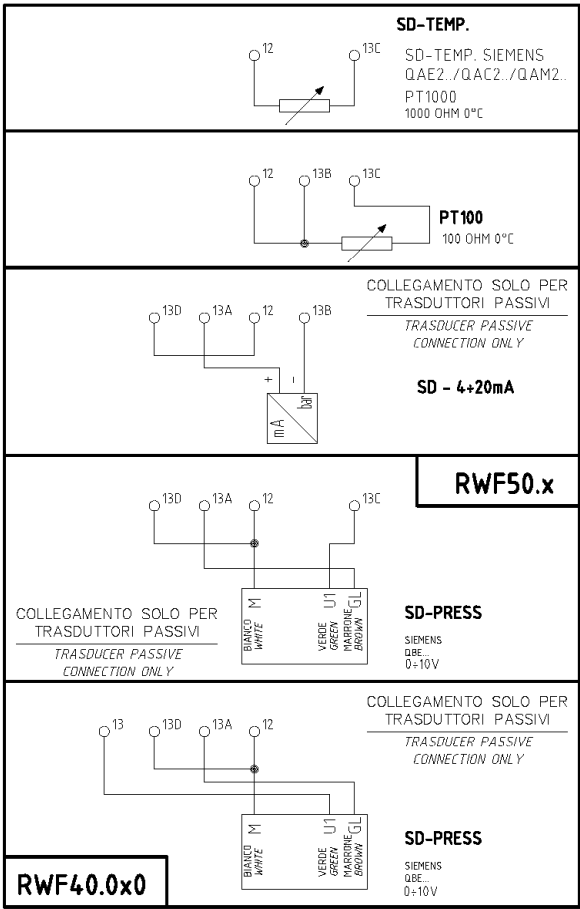 SD-TEMP.
12 13C
SD-TEMP. SIEMENS
QAE2../QAC2../QAM2..
PT1000
1000 OHM 0°C
12 13B 13C
PT100
100 OHM 0°C
COLLEGAMENTO SOLO PER
TRASDUTTORI PASSIVI
TRASDUCER PASSIVE
CONNECTION ONLY
13D 13A 12 13B
+ -
mA bar
SD - 4÷20mA
RWF50.x
13D 13A 12 13C
M U1 GL
BIANCO
WHITE
VERDE
GREEN
MARRONE
BROWN
COLLEGAMENTO SOLO PER
TRASDUTTORI PASSIVI
TRASDUCER PASSIVE
CONNECTION ONLY
SD-PRESS
SIEMENS
QBE...
0÷10V
COLLEGAMENTO SOLO PER
TRASDUTTORI PASSIVI
TRASDUCER PASSIVE
CONNECTION ONLY
13 13D 13A 12
M U1 GL
BIANCO
WHITE
VERDE
GREEN
MARRONE
BROWN
SD-PRESS
SIEMENS
QBE...
0÷10V
RWF40.0x0